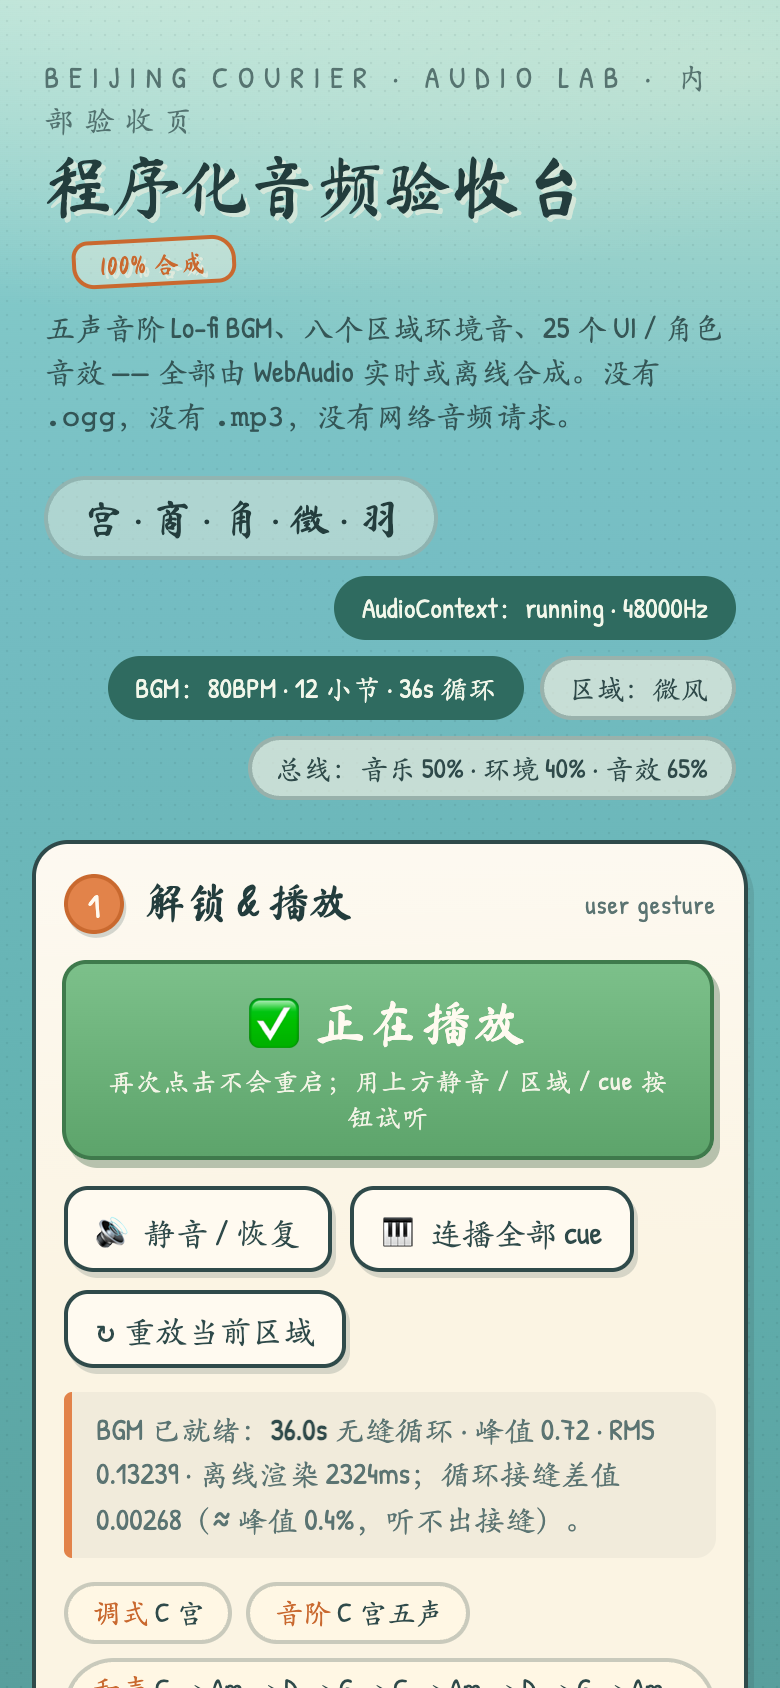 BEIJING COURIER · AUDIO LAB · 内
部验收页
程序化音频验收台
100% 合成
五声音阶 Lo-fi BGM、八个区域环境音、25 个 UI / 角色
音效 —— 全部由 WebAudio 实时或离线合成。没有
.ogg，没有 .mp3，没有网络音频请求。
宫 · 商 · 角 · 徵 · 羽
AudioContext： running · 48000Hz
BGM： 80BPM · 12 小节 · 36s 循环
区域： 微风
总线： 音乐 50% · 环境 40% · 音效 65%
1 解锁 & 播放
user gesture
✅ 正在播放
再次点击不会重启；用上方静音 / 区域 / cue 按
钮试听
🔊 静音 / 恢复
🎹 连播全部 cue
↻ 重放当前区域
BGM 已就绪： 36.0s 无缝循环 · 峰值 0.72 · RMS
0.13239 · 离线渲染 2324ms；循环接缝差值
0.00268（≈ 峰值 0.4%，听不出接缝）。
调式 C 宫
音阶 C 宫五声